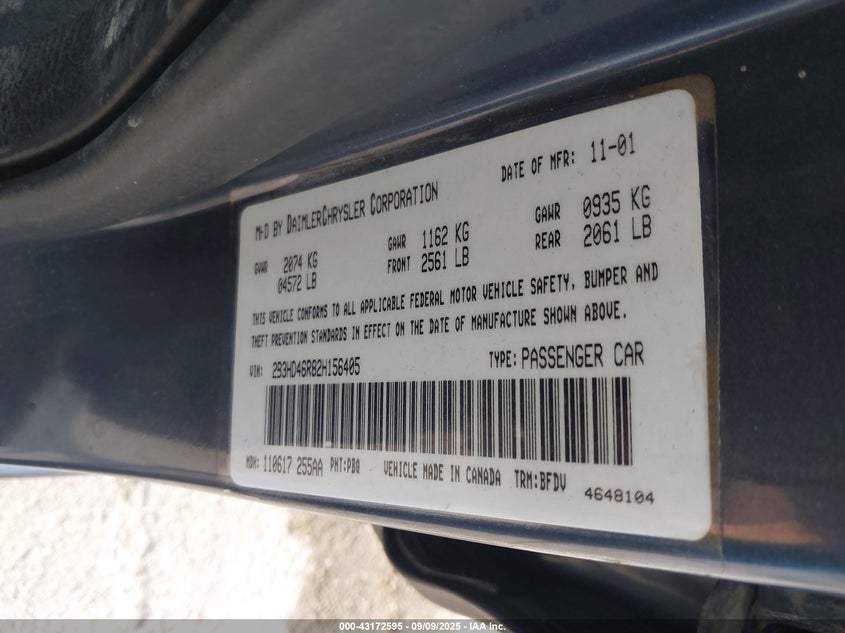 MFD BY DAIMLERCHRYSLER CORPORATION DATE OF MFR: 11-01
GVWR 2074 KG 04572 LB
GAWR FRONT 1162 KG 2561 LB
GAWR REAR 0935 KG 2061 LB
THIS VEHICLE CONFORMS TO ALL APPLICABLE FEDERAL MOTOR VEHICLE SAFETY, BUMPER AND
THEFT PREVENTION STANDARDS IN EFFECT ON THE DATE OF MANUFACTURE SHOWN ABOVE.
VIN: 2B3HD46R82H156405 TYPE: PASSENGER CAR
MDH: 110617 255AA PNT:PBQ VEHICLE MADE IN CANADA TRM:BFDV
4648104
000-43172595 - 09/09/2025 - IAA, Inc.